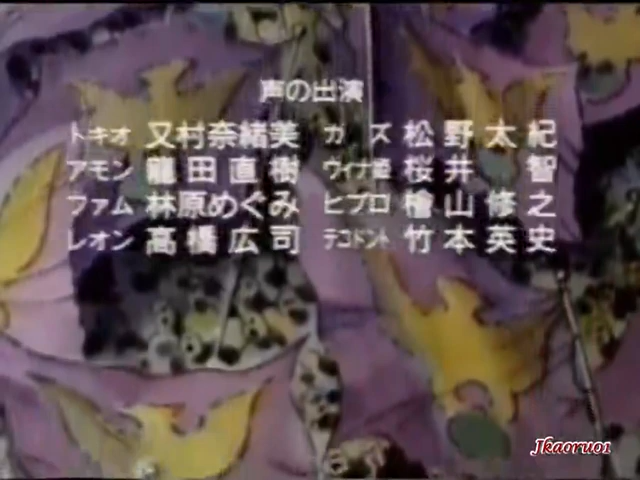 声の出演
トキオ 又村奈緒美 カズ 松野太紀
アモン 龍田直樹 ウィナ姫 桜井智
ファム 林原めぐみ ヒプロ 檜山修之
レオン 高橋広司 テコドント 竹本英史
Jkaoru01